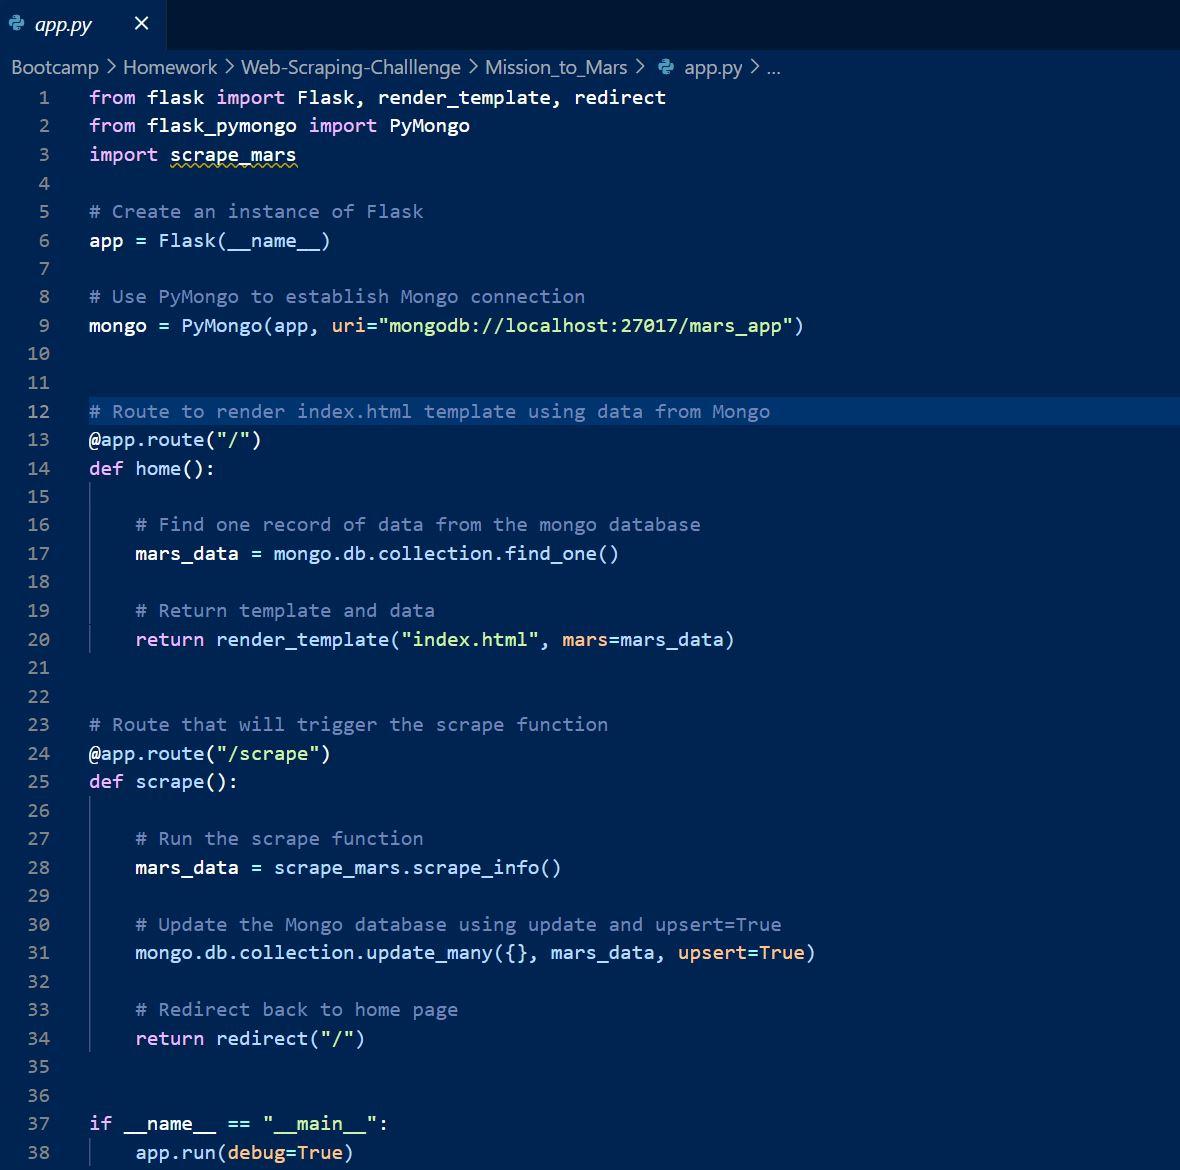 app.py
Bootcamp > Homework > Web-Scraping-Challlenge > Mission_to_Mars > app.py > ...
1 from flask import Flask, render_template, redirect
2 from flask_pymongo import PyMongo
3 import scrape_mars
4
5 # Create an instance of Flask
6 app = Flask(__name__)
7
8 # Use PyMongo to establish Mongo connection
9 mongo = PyMongo(app, uri="mongodb://localhost:27017/mars_app")
10
11
12 # Route to render index.html template using data from Mongo
13 @app.route("/")
14 def home():
15
16     # Find one record of data from the mongo database
17     mars_data = mongo.db.collection.find_one()
18
19     # Return template and data
20     return render_template("index.html", mars=mars_data)
21
22
23 # Route that will trigger the scrape function
24 @app.route("/scrape")
25 def scrape():
26
27     # Run the scrape function
28     mars_data = scrape_mars.scrape_info()
29
30     # Update the Mongo database using update and upsert=True
31     mongo.db.collection.update_many({}, mars_data, upsert=True)
32
33     # Redirect back to home page
34     return redirect("/")
35
36
37 if __name__ == "__main__":
38     app.run(debug=True)